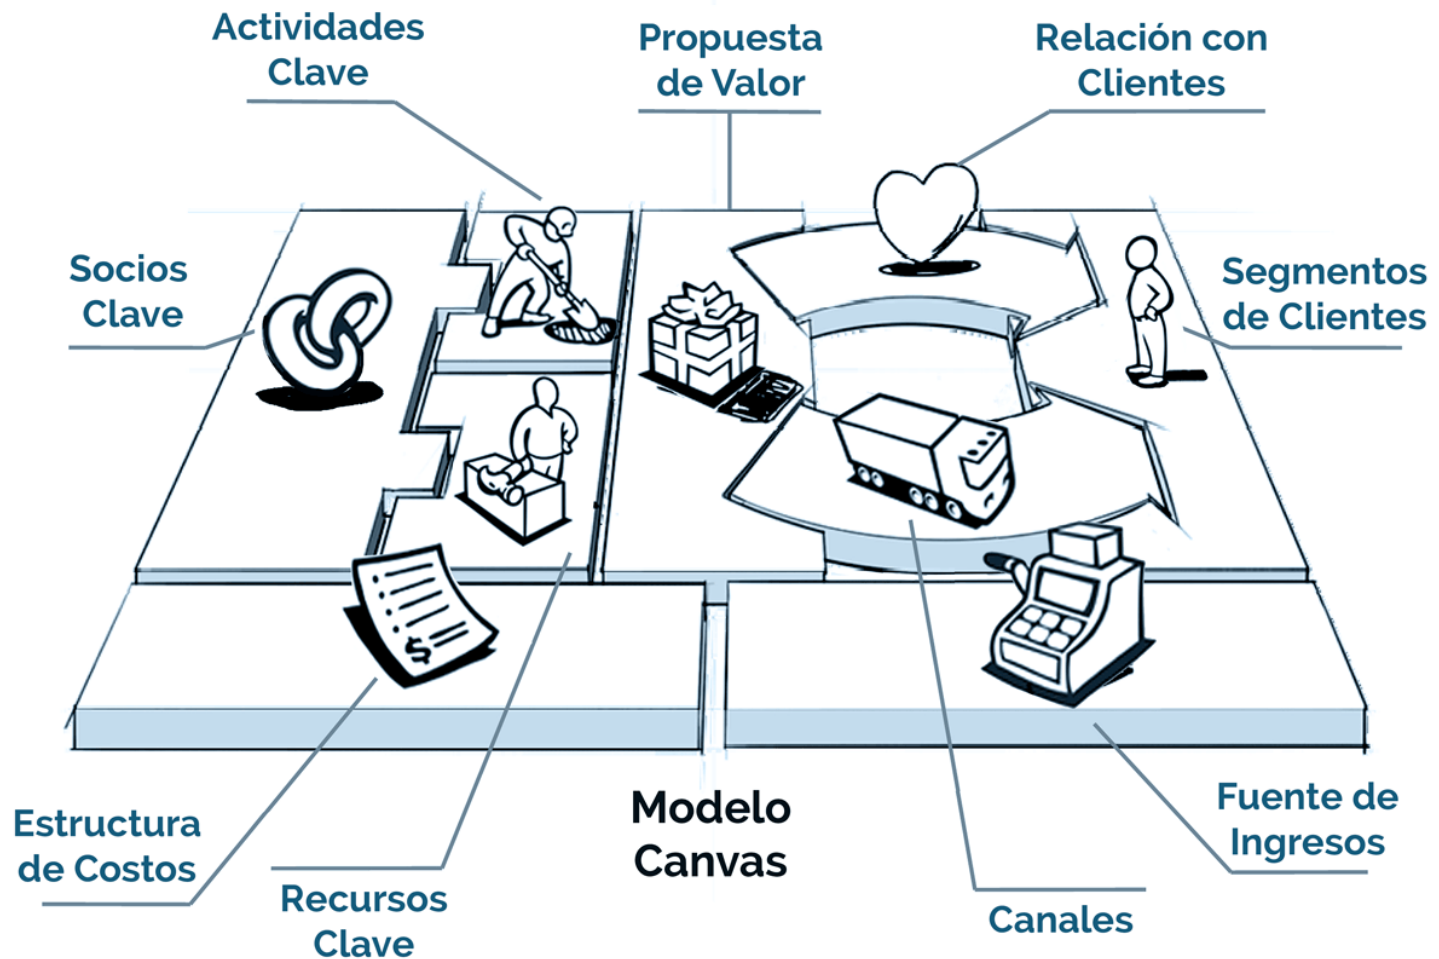 Actividades
Clave
Propuesta
de Valor
Relación con
Clientes
Socios
Clave
Segmentos
de Clientes
$
Estructura
de Costos
Recursos
Clave
Modelo
Canvas
Canales
Fuente de
Ingresos